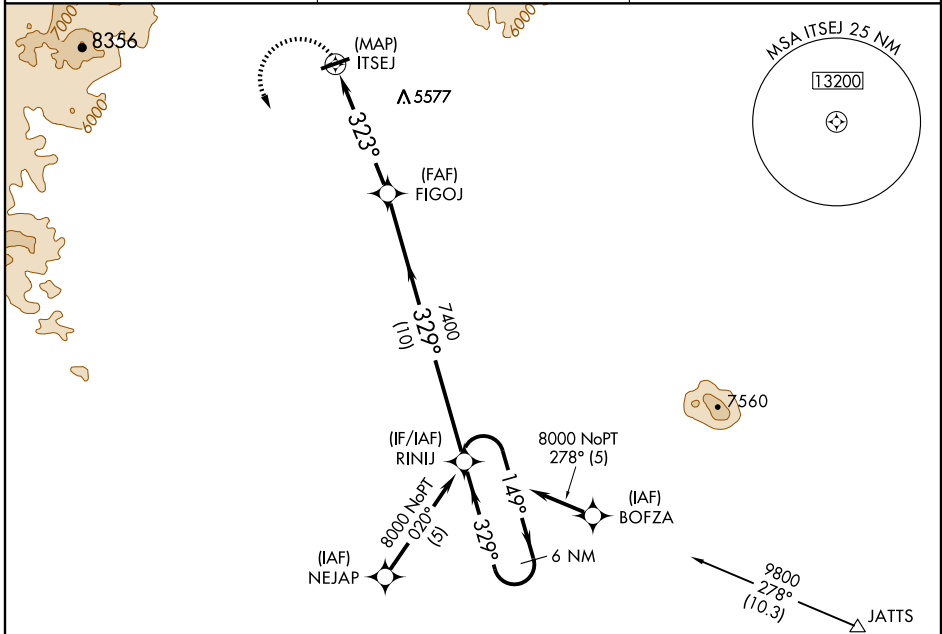 7000
8356
6000
(MAP)
ITSEJ
5577
323°
(FAF)
FIGOJ
6000
MSA ITSEJ 25 NM
13200
7400
329°
(10)
7560
(IF/IAF)
RINIJ
8000 NoPT
278° (5)
(IAF)
BOFZA
149°
329°
6 NM
8000 NoPT
020°
(5)
(IAF)
NEJAP
9800
278°
(10.3)
JATTS